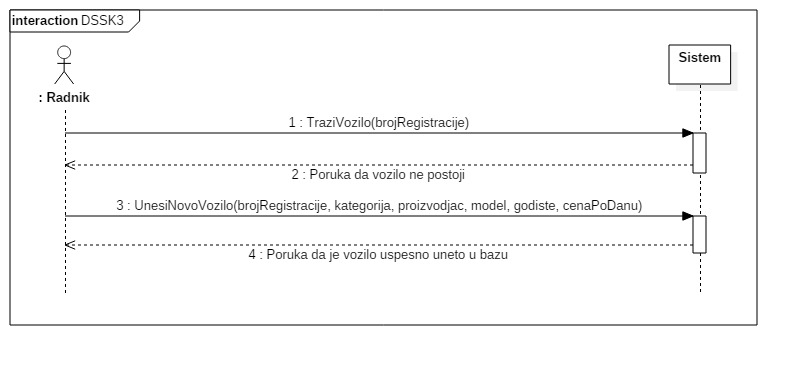 interaction DSSK3
Sistem
: Radnik
1 : TraziVozilo(brojRegistracije)
2 : Poruka da vozilo ne postoji
3 : UnesiNovoVozilo(brojRegistracije, kategorija, proizvodjac, model, godiste, cenaPoDanu)
4 : Poruka da je vozilo uspesno uneto u bazu